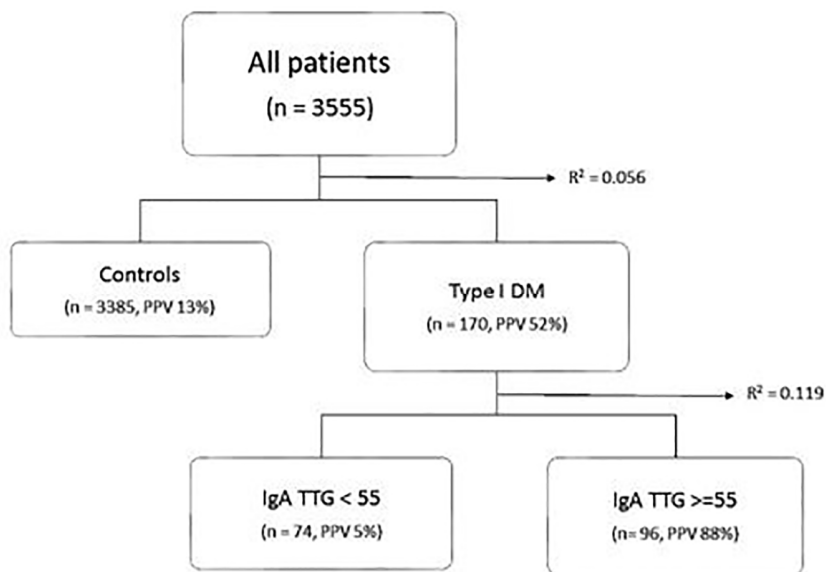 All patients
(n = 3555)
R² = 0.056
Controls
(n = 3385, PPV 13%)
Type I DM
(n = 170, PPV 52%)
R² = 0.119
IgA TTG < 55
(n = 74, PPV 5%)
IgA TTG >=55
(n= 96, PPV 88%)